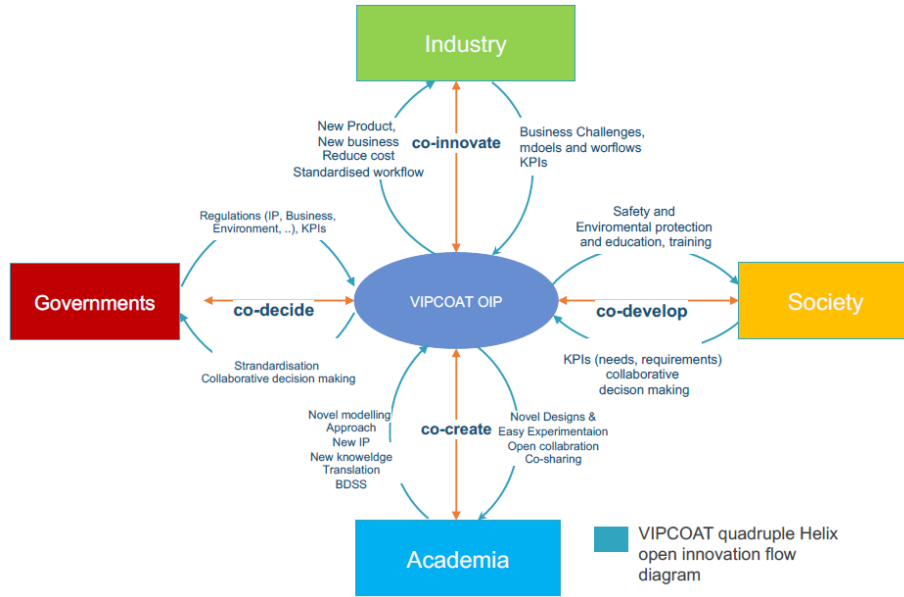 Industry
New Product,
New business
Reduce cost
Standardised workflow
co-innovate
Business Challenges,
mdoels and worflows
KPIs
Regulations (IP, Business,
Environment, ..), KPIs
Safety and
Enviromental protection
and education, training
Governments
co-decide
VIPCOAT OIP
co-develop
Society
Strandardisation
Collaborative decision making
KPIs (needs, requirements)
collaborative
decison making
Novel modelling
Approach
New IP
New knoweldge
Translation
BDSS
co-create
Novel Designs &
Easy Experimentaion
Open collabration
Co-sharing
Academia
VIPCOAT quadruple Helix
open innovation flow
diagram